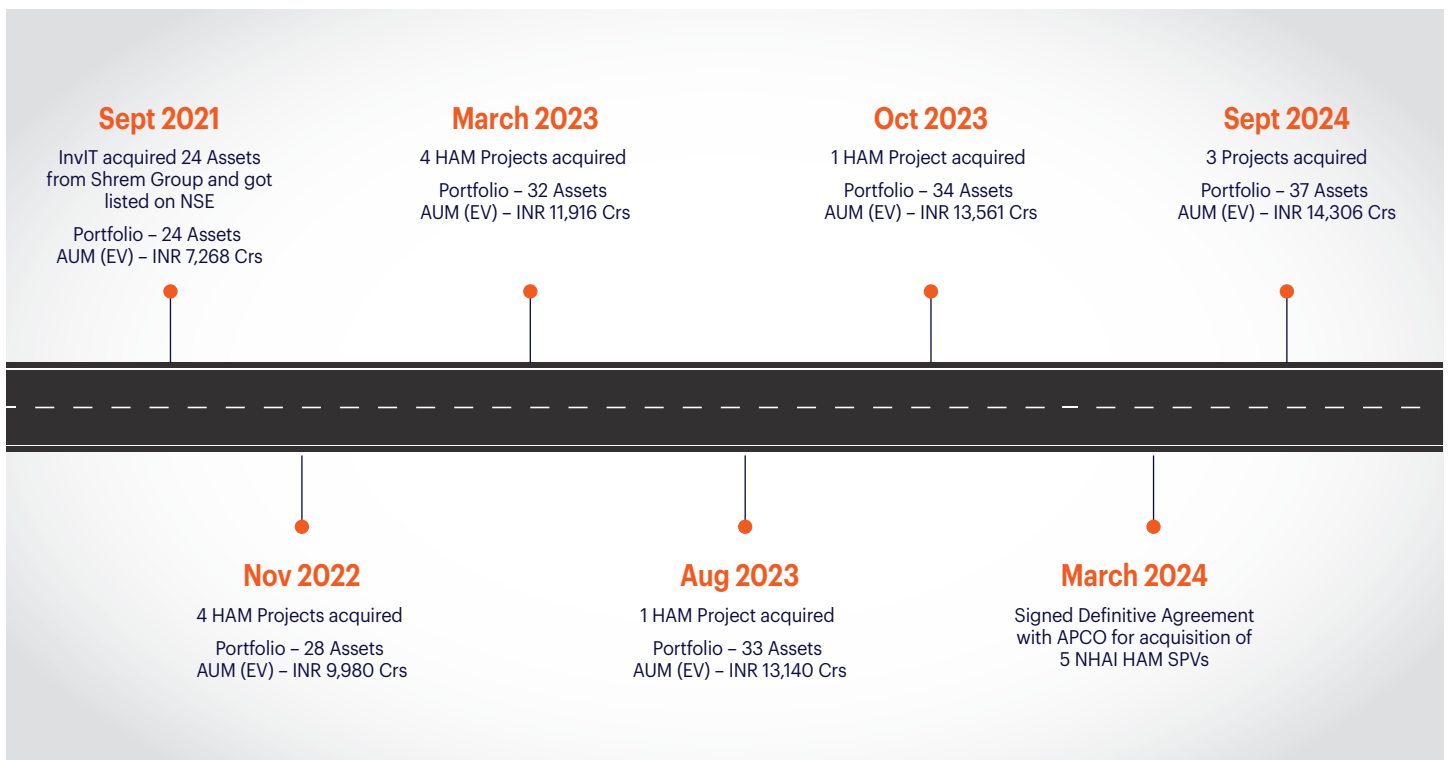 Sept 2021
InvIT acquired 24 Assets
from Shrem Group and got
listed on NSE
Portfolio – 24 Assets
AUM (EV) – INR 7,268 Crs
March 2023
4 HAM Projects acquired
Portfolio – 32 Assets
AUM (EV) – INR 11,916 Crs
Oct 2023
1 HAM Project acquired
Portfolio – 34 Assets
AUM (EV) – INR 13,561 Crs
Sept 2024
3 Projects acquired
Portfolio – 37 Assets
AUM (EV) – INR 14,306 Crs
Nov 2022
4 HAM Projects acquired
Portfolio – 28 Assets
AUM (EV) – INR 9,980 Crs
Aug 2023
1 HAM Project acquired
Portfolio – 33 Assets
AUM (EV) – INR 13,140 Crs
March 2024
Signed Definitive Agreement
with APCO for acquisition of
5 NHAI HAM SPVs